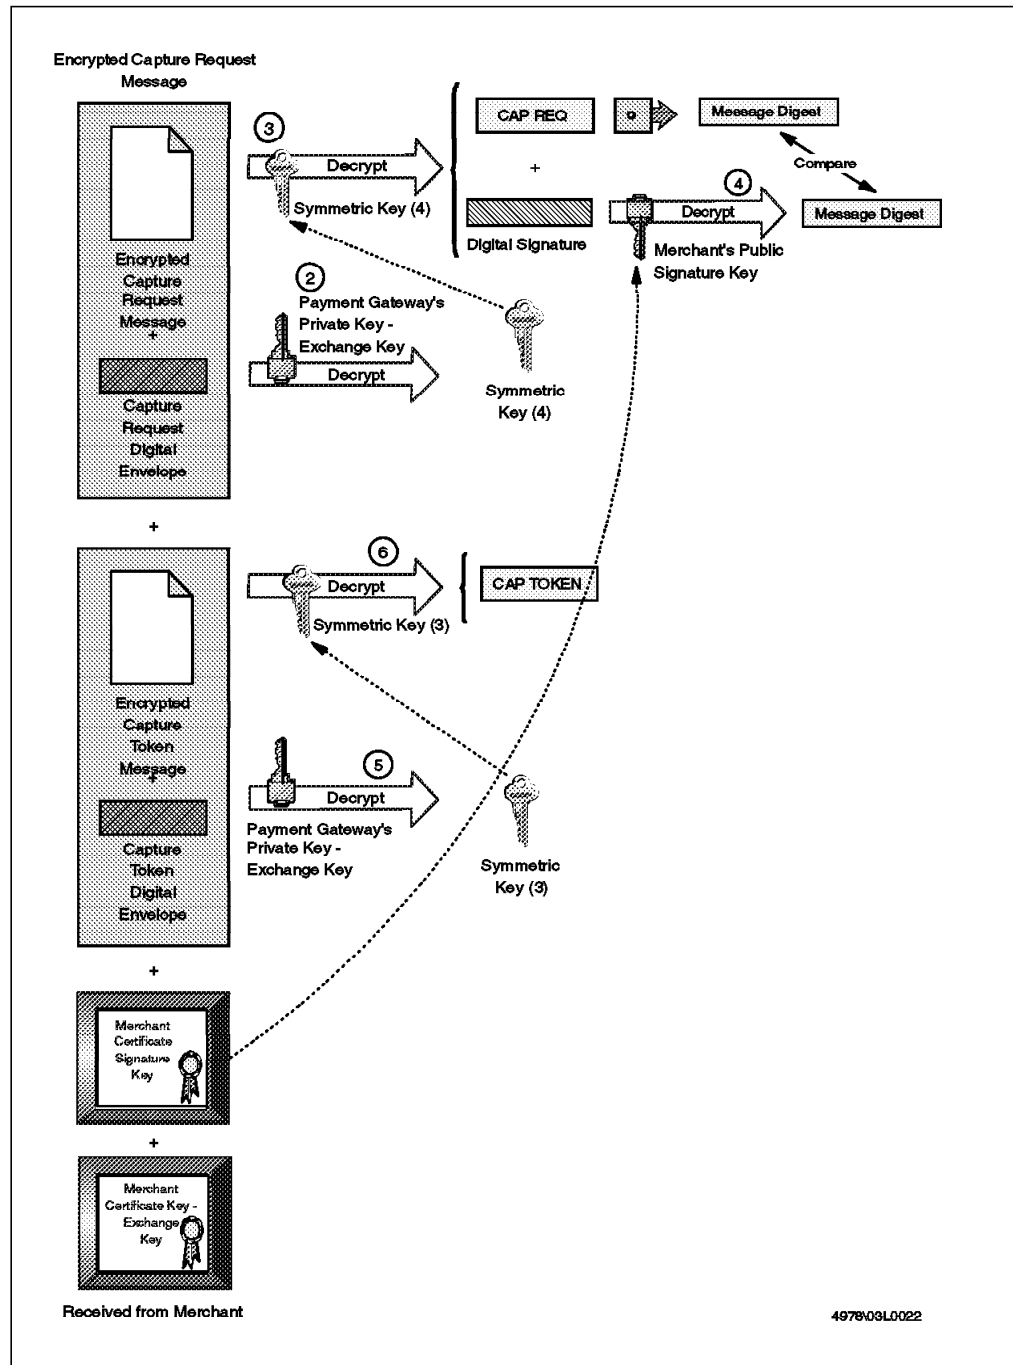 Encrypted Capture Request
Message
3
Decrypt
Symmetric Key (4)
CAP REQ
Message Digest
+
Compare
4
Decrypt
Message Digest
Digital Signature
Merchant's Public
Signature Key
Encrypted
Capture
Request
Message
+
2
Payment Gateway's
Private Key -
Exchange Key
Decrypt
Symmetric
Key (4)
Capture
Request
Digital
Envelope
+
6
Decrypt
CAP TOKEN
Symmetric Key (3)
Encrypted
Capture
Token
Message
+
5
Decrypt
Payment Gateway's
Private Key -
Exchange Key
Symmetric
Key (3)
Capture
Token
Digital
Envelope
+
Merchant
Certificate
Signature
Key
+
Merchant
Certificate Key -
Exchange
Key
Received from Merchant
4978\03L0022